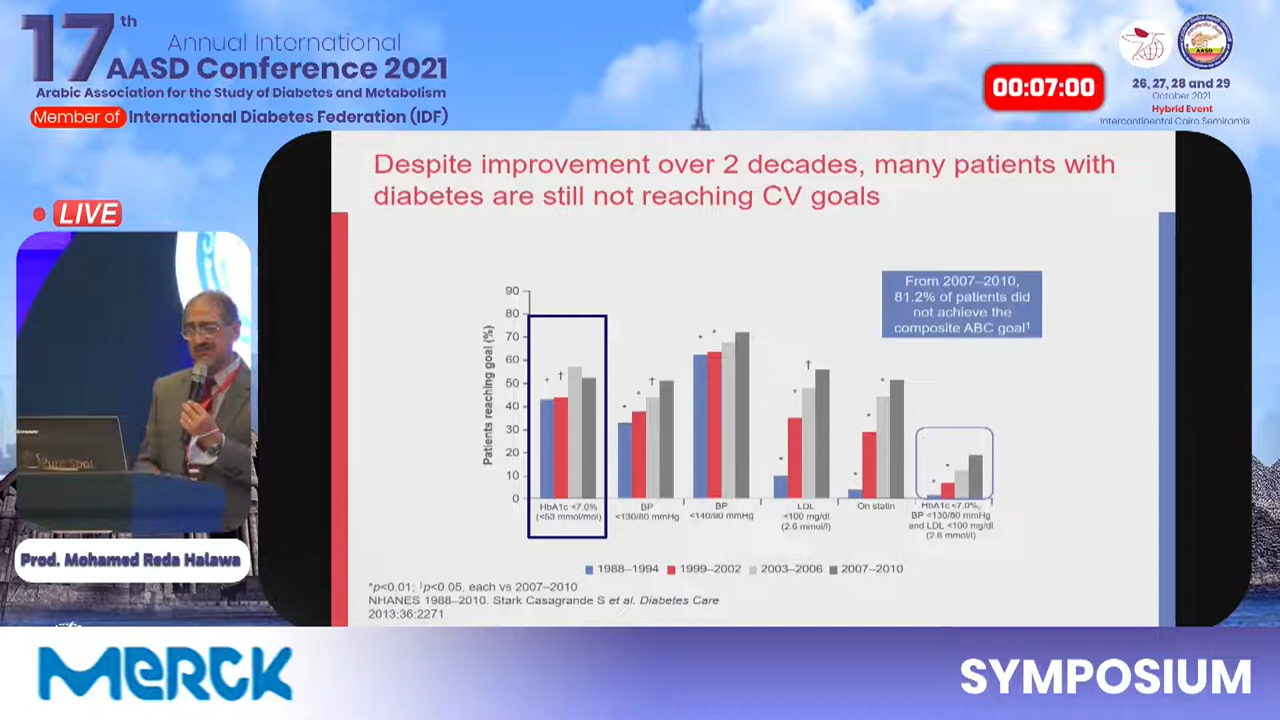 17th
Annual International
AASD Conference 2021
Arabic Association for the Study of Diabetes and Metabolism
Member of International Diabetes Federation (IDF)
00:07:00
AASD
26, 27, 28 and 29
October 2021
Hybrid Event
Intercontinental Cairo Semiramis
LIVE
Despite improvement over 2 decades, many patients with
diabetes are still not reaching CV goals
From 2007–2010,
81.2% of patients did
not achieve the
composite ABC goal¹
Patients reaching goal (%)
90
80
70
60
50
40
30
20
10
0
* † * * † * * * * † * * * * * *
HbA1c <7.0%
(<53 mmol/mol)
BP
<130/80 mmHg
BP
<140/90 mmHg
LDL
<100 mg/dl
(2.6 mmol/l)
On statin
HbA1c <7.0%,
BP <130/80 mmHg
and LDL <100 mg/dl
(2.6 mmol/l)
1988–1994 1999–2002 2003–2006 2007–2010
*p<0.01; †p<0.05, each vs 2007–2010
NHANES 1988–2010. Stark Casagrande S et al. Diabetes Care
2013;36:2271
lenovo
Prod. Mohamed Reda Halawa
MERCK
SYMPOSIUM